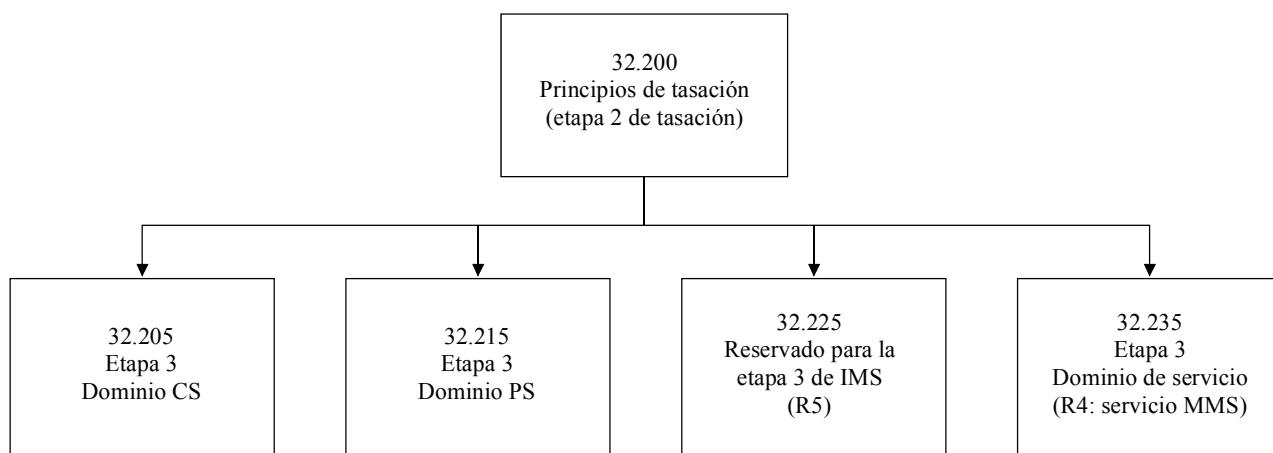 32.200
Principios de tasación
(etapa 2 de tasación)
32.205
Etapa 3
Dominio CS
32.215
Etapa 3
Dominio PS
32.225
Reservado para la
etapa 3 de IMS
(R5)
32.235
Etapa 3
Dominio de servicio
(R4: servicio MMS)